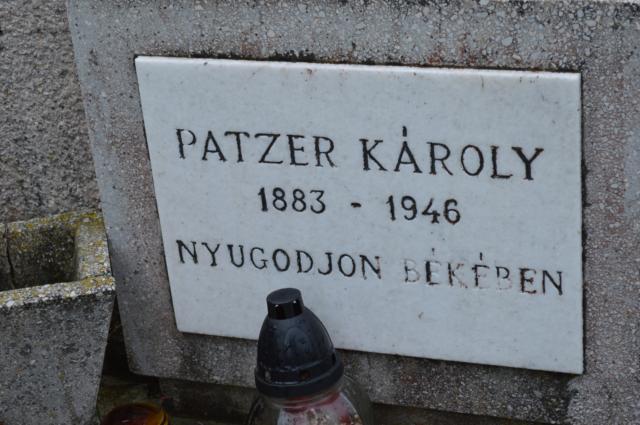 PATZER KÁROLY
1883 - 1946
NYUGODJON BÉKÉBEN